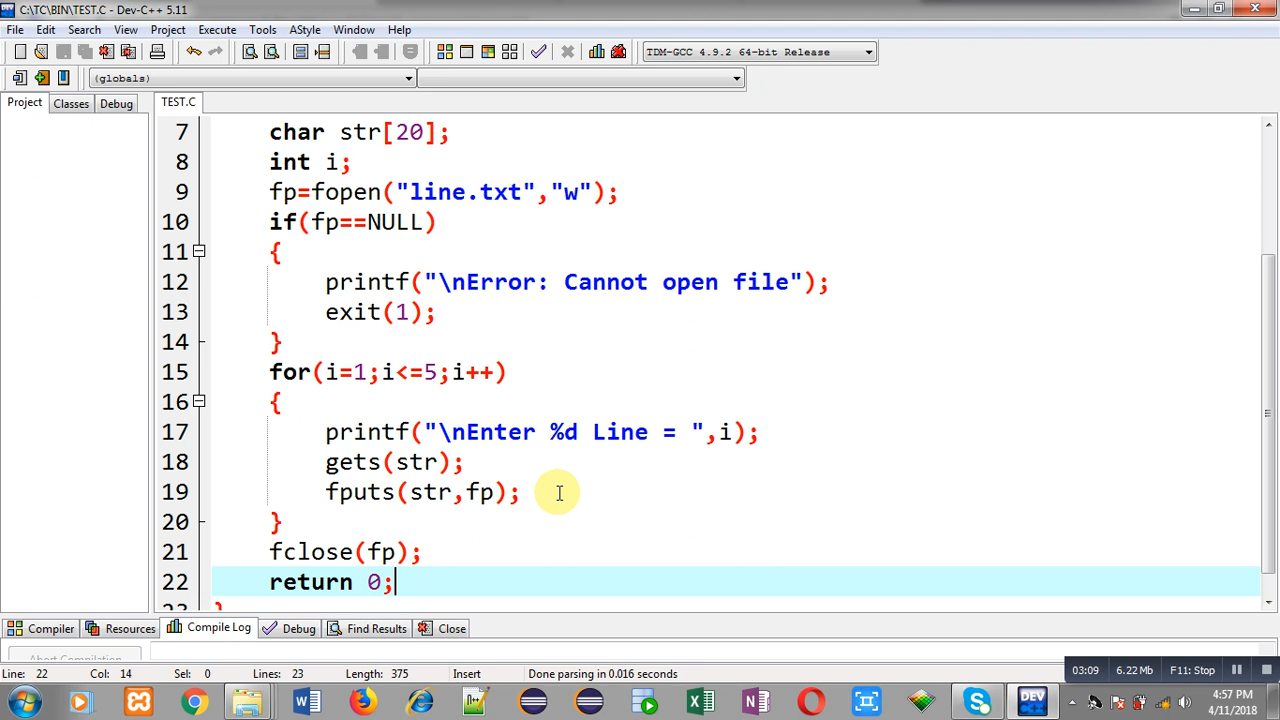 C:\TC\BIN\TEST.C - Dev-C++ 5.11
File Edit Search View Project Execute Tools AStyle Window Help
TDM-GCC 4.9.2 64-bit Release
(globals)
Project Classes Debug TEST.C
7 char str[20];
8 int i;
9 fp=fopen("line.txt","w");
10 if(fp==NULL)
11 {
12 printf("\nError: Cannot open file");
13 exit(1);
14 }
15 for(i=1;i<=5;i++)
16 {
17 printf("\nEnter %d Line = ",i);
18 gets(str);
19 fputs(str,fp);
20 }
21 fclose(fp);
22 return 0;
23 }
Compiler Resources Compile Log Debug Find Results Close
Abort Compilation
Line: 22 Col: 14 Sel: 0 Lines: 23 Length: 375 Insert Done parsing in 0.016 seconds
03:09 6.22 Mb F11: Stop
DEV
4:57 PM
4/11/2018